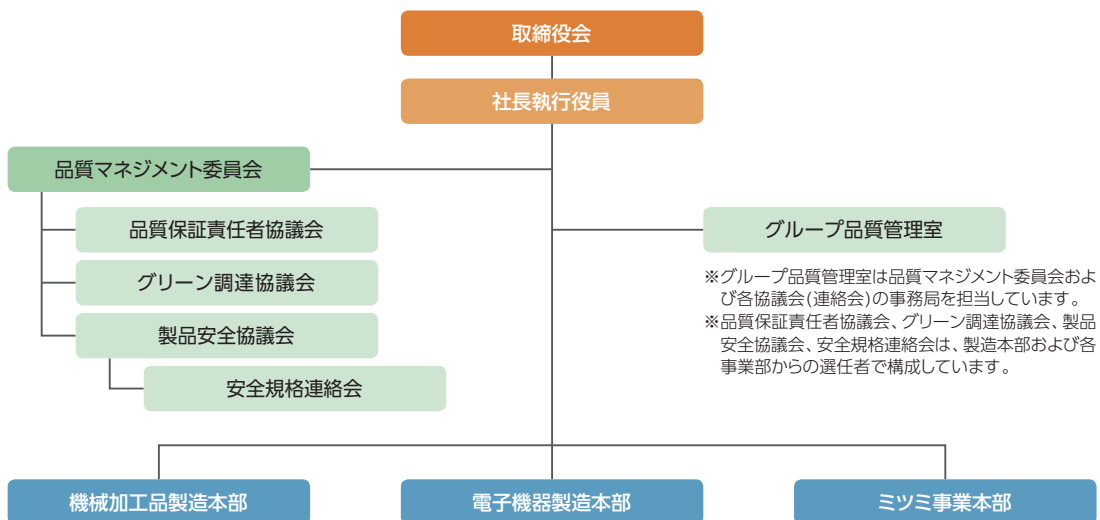 取締役会
社長執行役員
品質マネジメント委員会
品質保証責任者協議会
グループ品質管理室
グリーン調達協議会
製品安全協議会
安全規格連絡会
※グループ品質管理室は品質マネジメント委員会およ
び各協議会(連絡会)の事務局を担当しています。
※品質保証責任者協議会、グリーン調達協議会、製品
安全協議会、安全規格連絡会は、製造本部および各
事業部からの選任者で構成しています。
機械加工品製造本部
電子機器製造本部
ミツミ事業本部